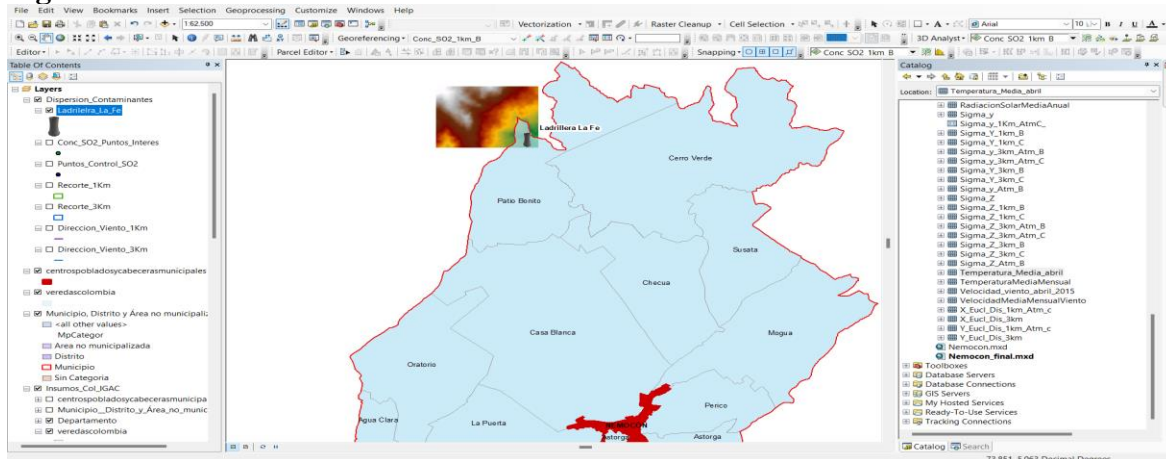 File Edit View Bookmarks Insert Selection Geoprocessing Customize Windows Help
1:62.500
Vectorization
Raster Cleanup
Cell Selection
Arial
10
Georeferencing
Conc_SO2_1km_B
3D Analyst
Conc SO2 1km B
Editor
Parcel Editor
Snapping
Conc SO2 1km B
Table Of Contents
Layers
Dispersion_Contaminantes
Conc_SO2_Puntos_Interes
Puntos_Control_SO2
Recorte_1Km
Recorte_3Km
Direccion_Viento_1Km
Direccion_Viento_3Km
centrospobladosycabecerasmunicipales
veredascolombia
Municipio, Distrito y Área no municipaliz
<all other values>
MpCategor
Area no municipalizada
Distrito
Municipio
Sin Categoria
Insumos_Col_IGAC
centrospobladosycabecerasmunicipa
Municipio__Distrito_y_Área_no_munic
Departamento
veredascolombia
Ladrillera La Fe
Cerro Verde
Patio Bonito
Susata
Checua
Casa Blanca
Mogua
Oratorio
Perico
Agua Clara
La Puerta
NEMOCON
Astorga
Astorga
Catalog
Location: Temperatura_Media_abril
RadiacionSolarMediaAnual
Sigma_y
Sigma_y_1Km_AtmC_
Sigma_Y_1km_B
Sigma_Y_1km_C
Sigma_y_3km_Atm_B
Sigma_y_3km_Atm_C
Sigma_Y_3km_B
Sigma_Y_3km_C
Sigma_y_Atm_B
Sigma_Z
Sigma_Z_1km_B
Sigma_Z_1km_C
Sigma_Z_3km_Atm_B
Sigma_Z_3km_Atm_C
Sigma_Z_3km_B
Sigma_Z_3km_C
Sigma_Z_Atm_B
Temperatura_Media_abril
TemperaturaMediaMensual
Velocidad_viento_abril_2015
VelocidadMediaMensualViento
X_Eucl_Dis_1km_Atm_c
X_Eucl_Dis_3km
Y_Eucl_Dis_1km_Atm_c
Y_Eucl_Dis_3km
Nemocon.mxd
Nemocon_final.mxd
Toolboxes
Database Servers
Database Connections
GIS Servers
My Hosted Services
Ready-To-Use Services
Tracking Connections
Catalog
Search